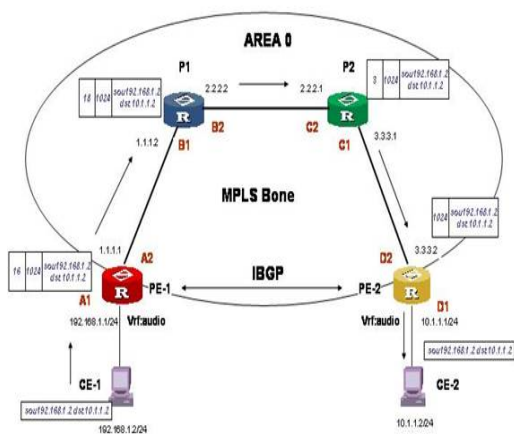 AREA 0
P1
P2
18 1024 sou192.168.1.2 dst10.1.1.2
2.2.2.2
2.2.2.1
3 1024 sou192.168.1.2 dst10.1.1.2
R
R
B2
C2
1.1.1.2
B1
C1
3.3.3.1
MPLS Bone
1024 sou192.168.1.2 dst10.1.1.2
16 1024 sou192.168.1.2 dst10.1.1.2
1.1.1.1
A2
D2
3.3.3.2
IBGP
A1
R
PE-1
PE-2
R
D1
192.168.1.1/24
Vrf:audio
Vrf:audio
10.1.1.1/24
sou192.168.1.2 dst10.1.1.2
CE-1
CE-2
sou192.168.1.2 dst10.1.1.2
192.168.1.2/24
10.1.1.2/24